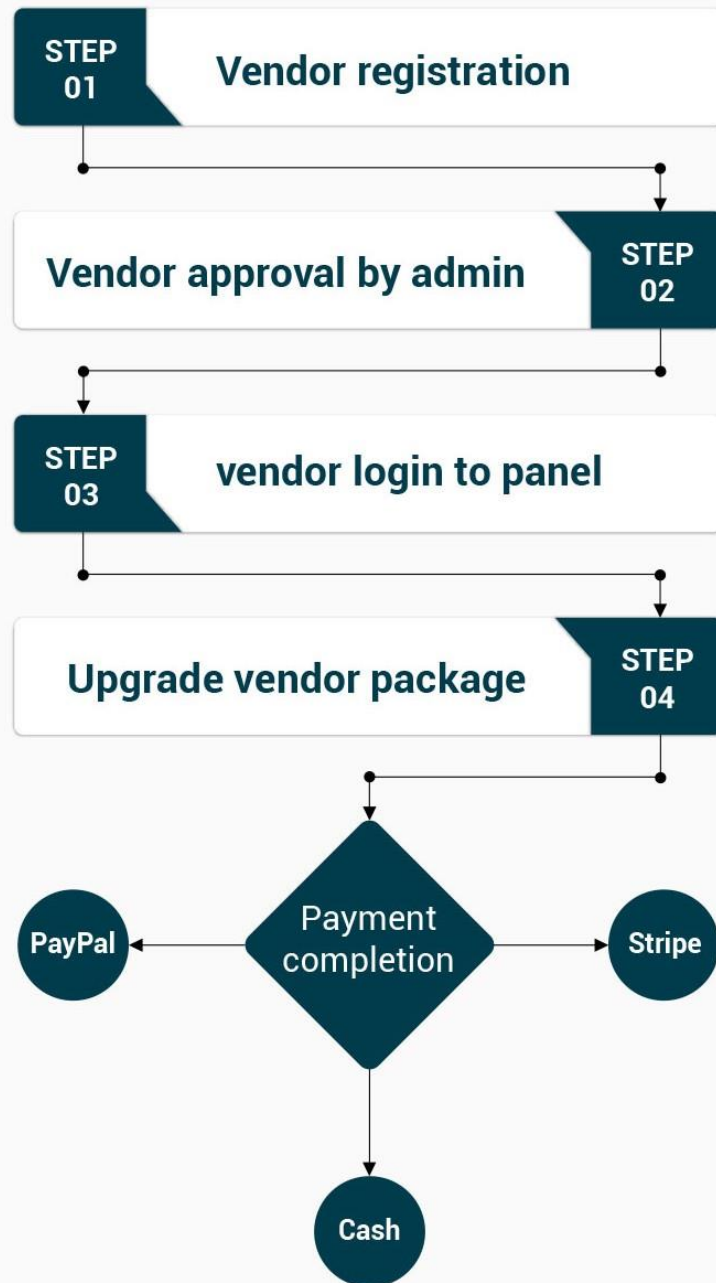 STEP
01
Vendor registration
Vendor approval by admin
STEP
02
STEP
03
vendor login to panel
Upgrade vendor package
STEP
04
Payment
completion
PayPal
Stripe
Cash